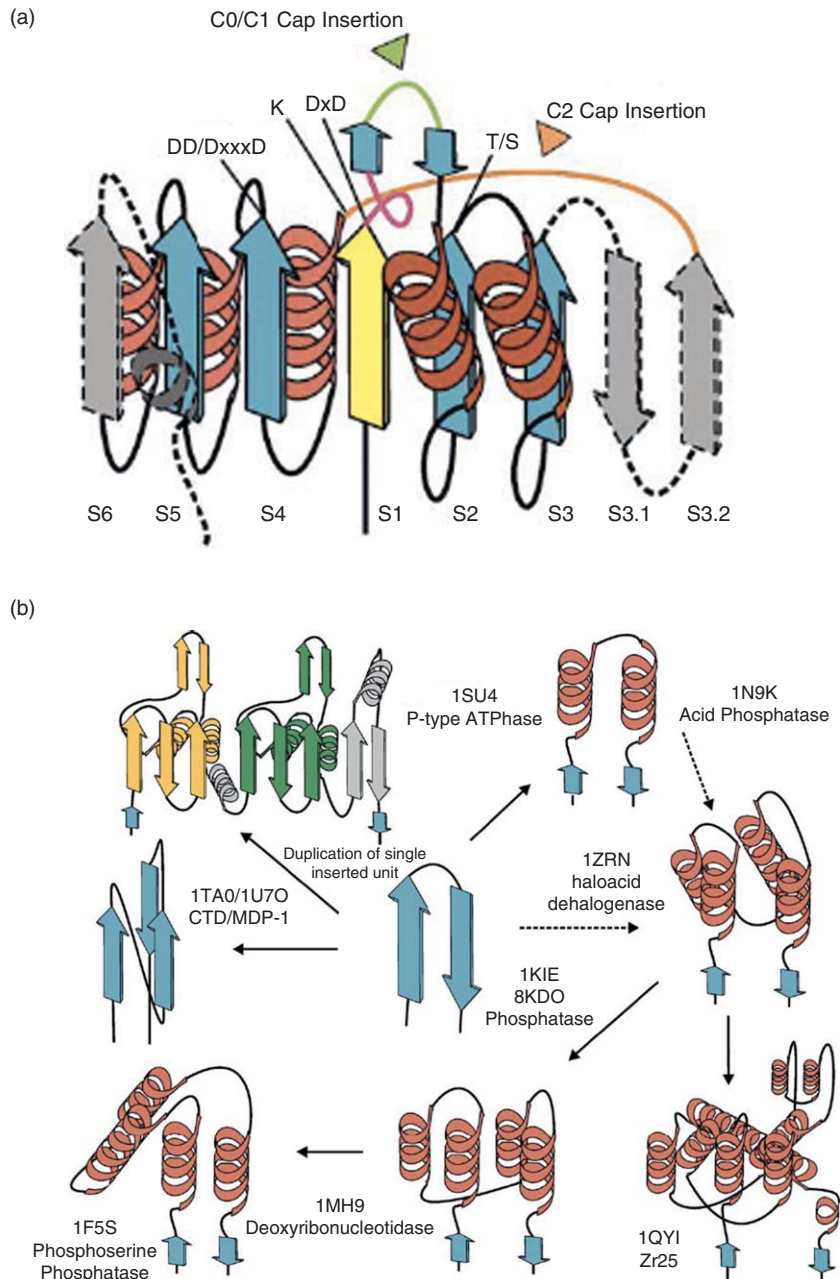 (a)
C0/C1 Cap Insertion
K
DxD
C2 Cap Insertion
DD/DxxxD
T/S
S6
S5
S4
S1
S2
S3
S3.1
S3.2
(b)
1SU4
P-type ATPhase
1N9K
Acid Phosphatase
Duplication of single
inserted unit
1TA0/1U7O
CTD/MDP-1
1ZRN
haloacid
dehalogenase
1KIE
8KDO
Phosphatase
1F5S
Phosphoserine
Phosphatase
1MH9
Deoxyribonucleotidase
1QYI
Zr25